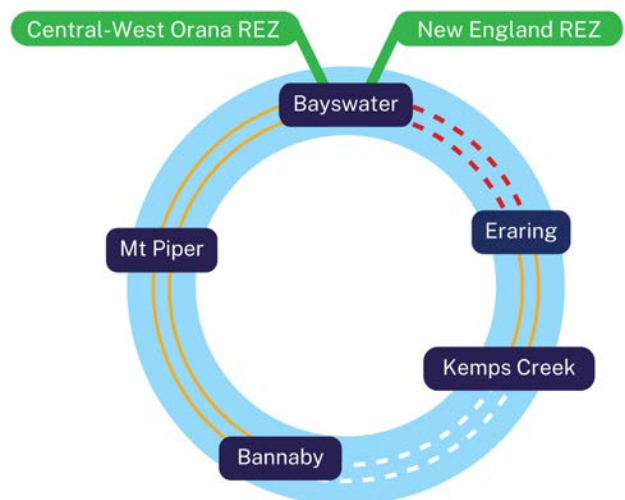 Central-West Orana REZ
New England REZ
Bayswater
Mt Piper
Eraring
Kemps Creek
Bannaby